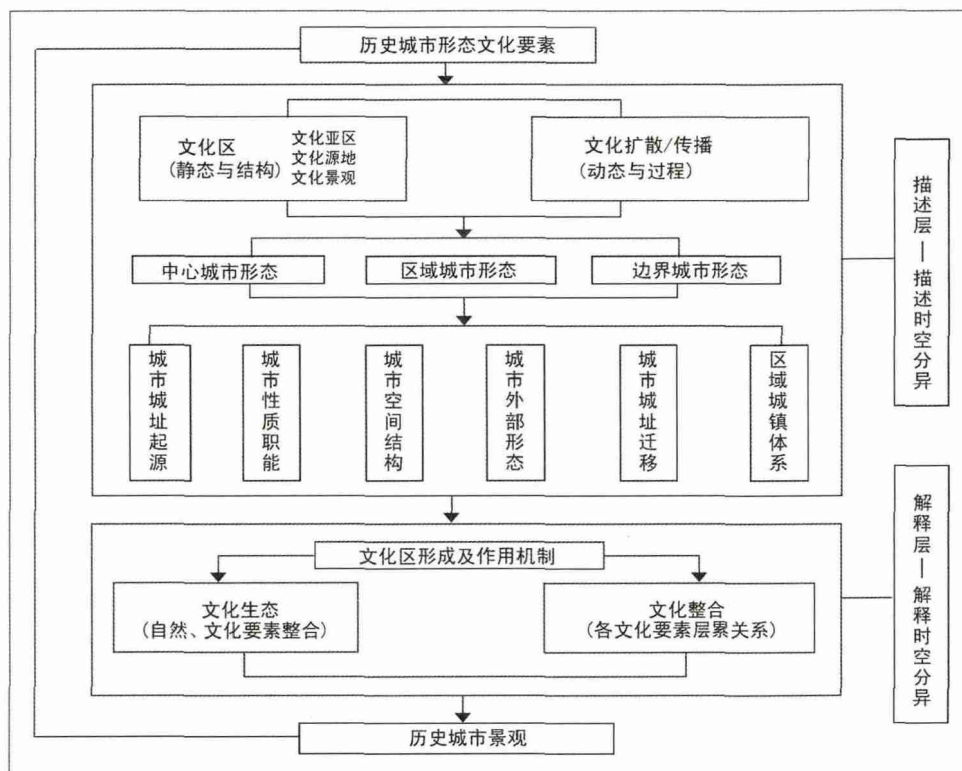 历史城市形态文化要素
文化区
(静态与结构)
文化亚区
文化源地
文化景观
文化扩散/传播
(动态与过程)
中心城市形态
区域城市形态
边界城市形态
城市城址起源
城市性质职能
城市空间结构
城市外部形态
城市城址迁移
区域城镇体系
描述层—描述时空分异
文化区形成及作用机制
文化生态
(自然、文化要素整合)
文化整合
(各文化要素层累关系)
解释层—解释时空分异
历史城市景观